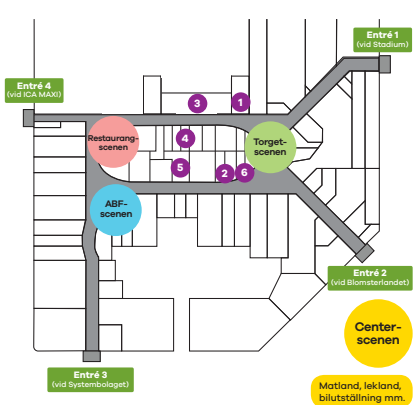 Entré 1
(vid Stadium)
Entré 4
(vid ICA MAXI)
3
1
Restaurang-
scenen
4
Torget-
scenen
5
2
6
ABF-
scenen
Entré 2
(vid Blomsterlandet)
Center-
scenen
Entré 3
(vid Systembolaget)
Matland, lekland,
bilutställning mm.